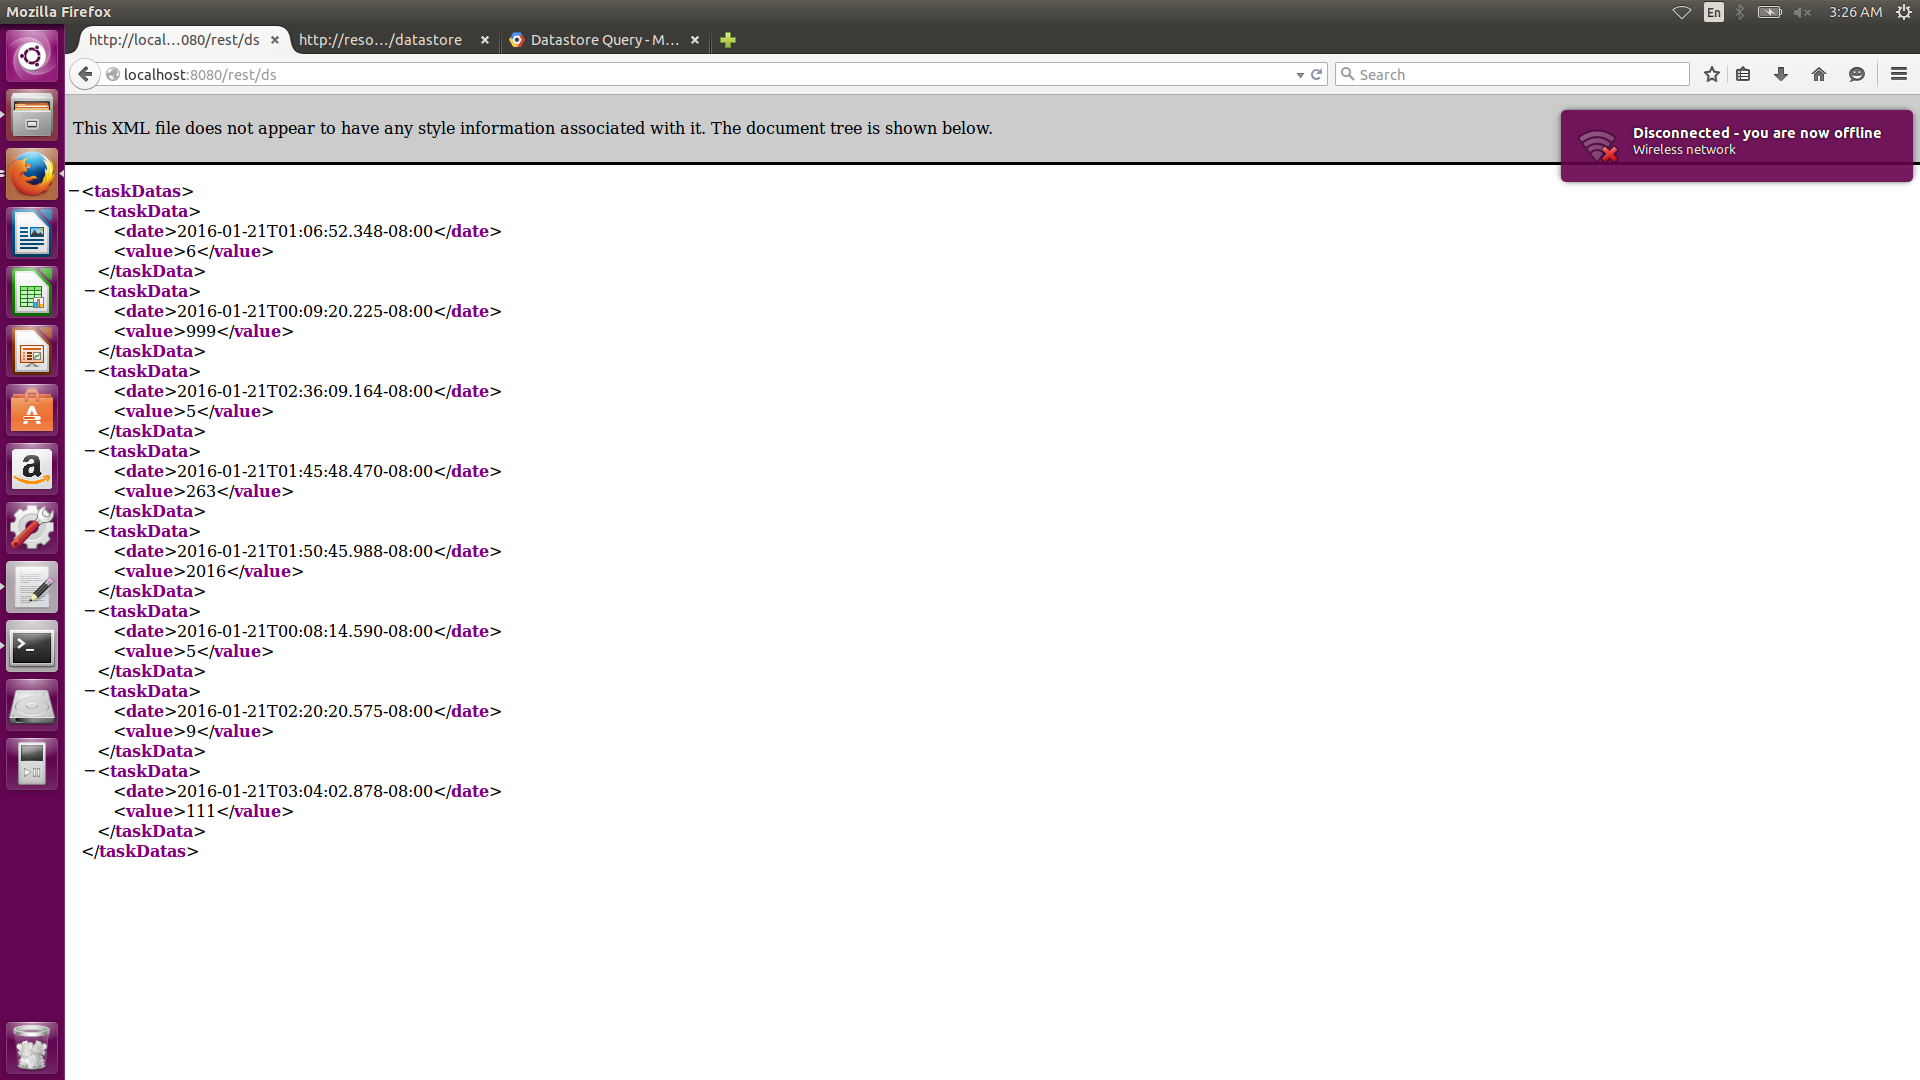 Mozilla Firefox
En
3:26 AM
http://local...080/rest/ds
http://reso.../datastore
Datastore Query - M...
localhost:8080/rest/ds
Search
This XML file does not appear to have any style information associated with it. The document tree is shown below.
Disconnected - you are now offline
Wireless network
−<taskDatas>
−<taskData>
<date>2016-01-21T01:06:52.348-08:00</date>
<value>6</value>
</taskData>
−<taskData>
<date>2016-01-21T00:09:20.225-08:00</date>
<value>999</value>
</taskData>
−<taskData>
<date>2016-01-21T02:36:09.164-08:00</date>
<value>5</value>
</taskData>
−<taskData>
<date>2016-01-21T01:45:48.470-08:00</date>
<value>263</value>
</taskData>
−<taskData>
<date>2016-01-21T01:50:45.988-08:00</date>
<value>2016</value>
</taskData>
−<taskData>
<date>2016-01-21T00:08:14.590-08:00</date>
<value>5</value>
</taskData>
−<taskData>
<date>2016-01-21T02:20:20.575-08:00</date>
<value>9</value>
</taskData>
−<taskData>
<date>2016-01-21T03:04:02.878-08:00</date>
<value>111</value>
</taskData>
</taskDatas>